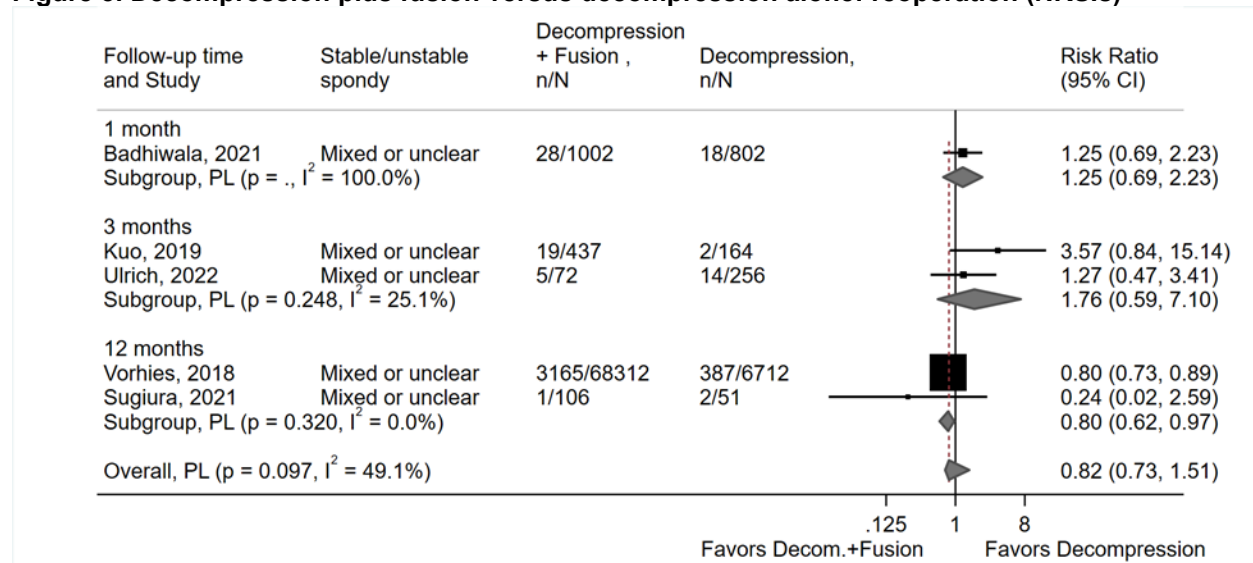 Follow-up time and Study Stable/unstable spondy Decompression + Fusion , n/N Decompression, n/N Risk Ratio (95% CI)
1 month
Badhiwala, 2021 Mixed or unclear 28/1002 18/802 1.25 (0.69, 2.23)
Subgroup, PL (p = ., I² = 100.0%) 1.25 (0.69, 2.23)
3 months
Kuo, 2019 Mixed or unclear 19/437 2/164 3.57 (0.84, 15.14)
Ulrich, 2022 Mixed or unclear 5/72 14/256 1.27 (0.47, 3.41)
Subgroup, PL (p = 0.248, I² = 25.1%) 1.76 (0.59, 7.10)
12 months
Vorhies, 2018 Mixed or unclear 3165/68312 387/6712 0.80 (0.73, 0.89)
Sugiura, 2021 Mixed or unclear 1/106 2/51 0.24 (0.02, 2.59)
Subgroup, PL (p = 0.320, I² = 0.0%) 0.80 (0.62, 0.97)
Overall, PL (p = 0.097, I² = 49.1%) 0.82 (0.73, 1.51)
.125 1 8
Favors Decom.+Fusion Favors Decompression